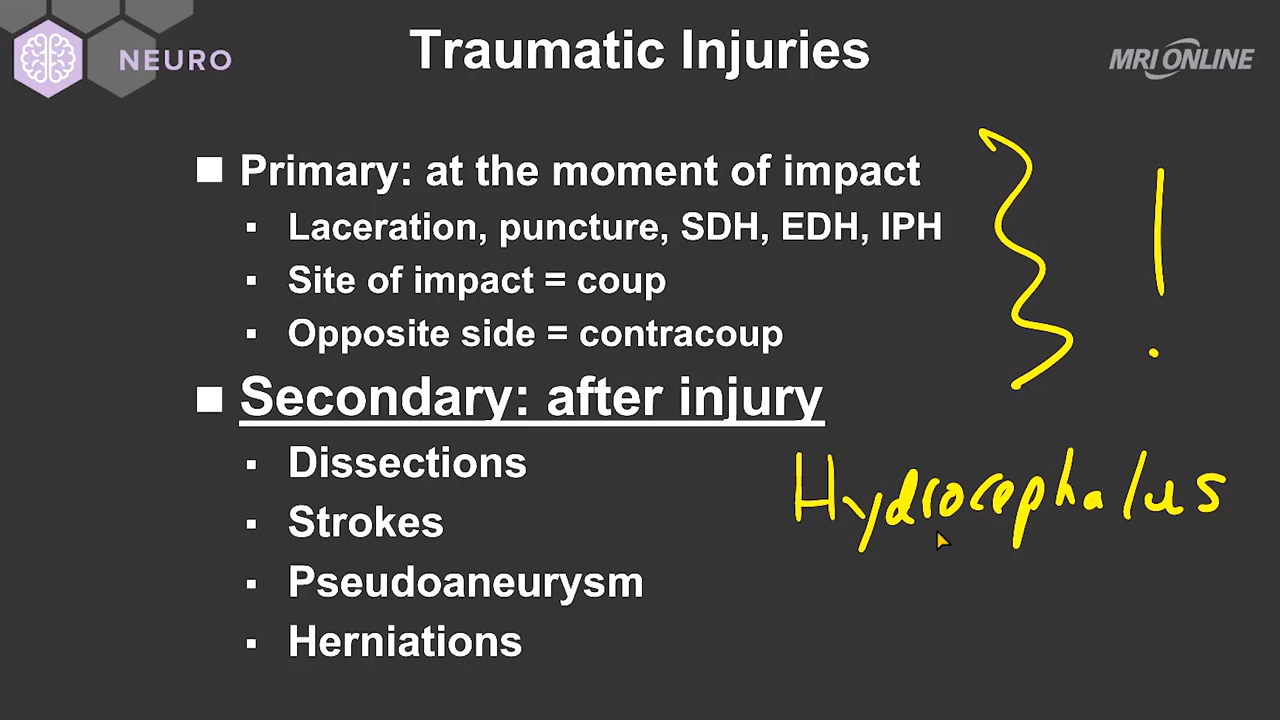 NEURO
Traumatic Injuries
MRI ONLINE
■ Primary: at the moment of impact
▪ Laceration, puncture, SDH, EDH, IPH
▪ Site of impact = coup
▪ Opposite side = contracoup
!
■ Secondary: after injury
▪ Dissections
Hydrocephalus
▪ Strokes
▪ Pseudoaneurysm
▪ Herniations